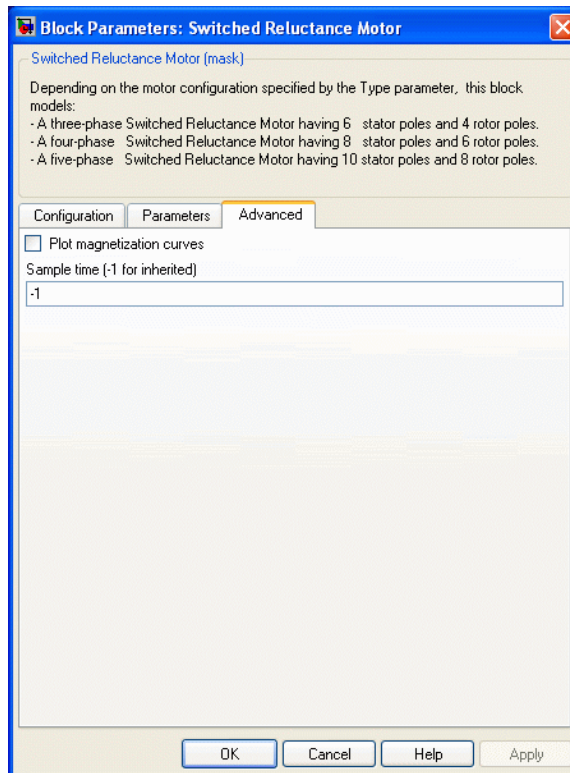 Block Parameters: Switched Reluctance Motor
Switched Reluctance Motor (mask)
Depending on the motor configuration specified by the Type parameter, this block
models:
- A three-phase Switched Reluctance Motor having 6 stator poles and 4 rotor poles.
- A four-phase Switched Reluctance Motor having 8 stator poles and 6 rotor poles.
- A five-phase Switched Reluctance Motor having 10 stator poles and 8 rotor poles.
Configuration Parameters Advanced
Plot magnetization curves
Sample time (-1 for inherited)
-1
OK Cancel Help Apply